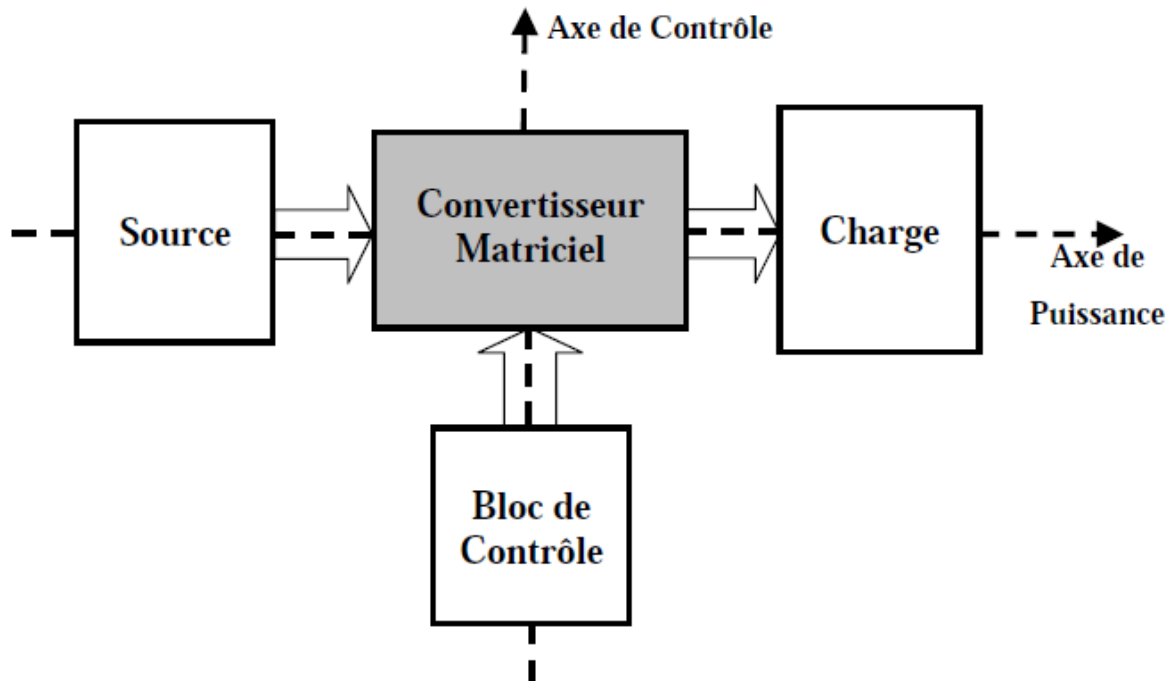 Axe de Contrôle
Source
Convertisseur
Matriciel
Charge
Axe de
Puissance
Bloc de
Contrôle